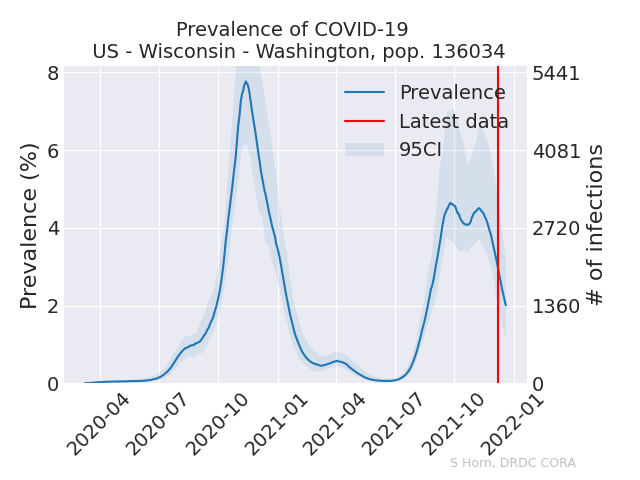 Prevalence of COVID-19
US - Wisconsin - Washington, pop. 136034
8
6
4
2
0
Prevalence (%)
5441
4081
2720
1360
0
# of infections
Prevalence
Latest data
95CI
2020-04
2020-07
2020-10
2021-01
2021-04
2021-07
2021-10
2022-01
S Horn, DRDC CORA